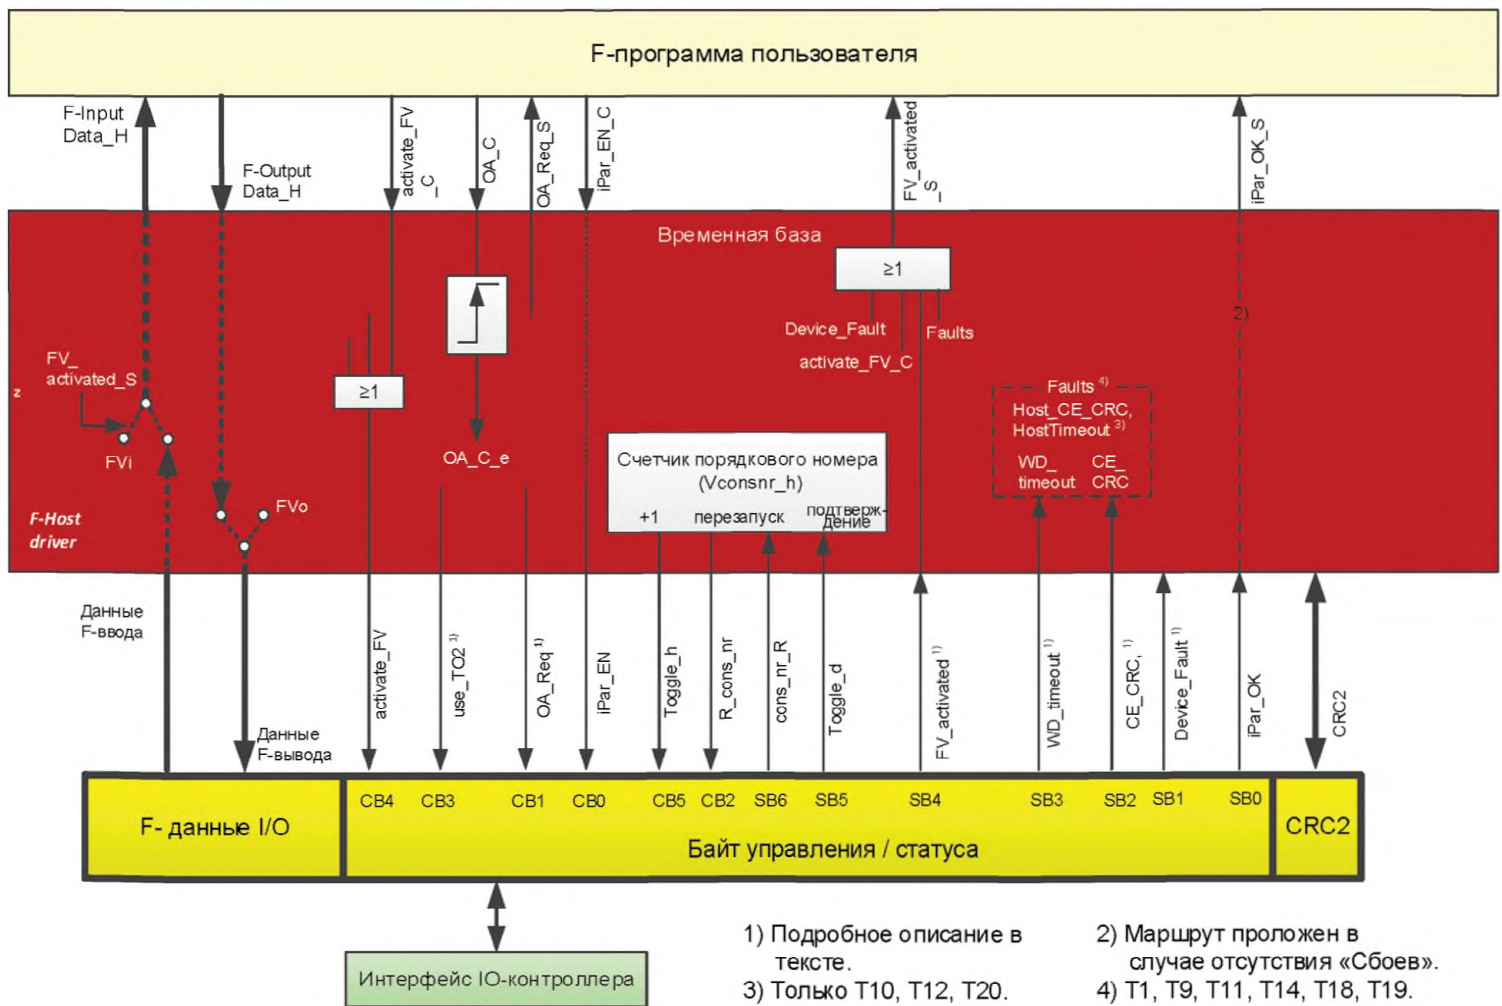 F-программа пользователя
F-Input
Data_H
F-Output
Data_H
activate_FV
_C
OA_C
OA_Req_S
iPar_EN_C
FV_activated
_S
iPar_OK_S
Временная база
≥1
Device_Fault
Faults
activate_FV_C
2)
FV_
activated_S
z
FVi
FVo
≥1
OA_C_e
Счетчик порядкового номера
(Vconsnr_h)
+1
перезапуск
подтверж-
дение
Faults 4)
Host_CE_CRC,
HostTimeout 3)
WD_
timeout
CE_
CRC
F-Host
driver
Данные
F-ввода
Данные
F-вывода
activate_FV
use_TO2 1)
OA_Req 1)
iPar_EN
Toggle_h
R_cons_nr
cons_nr_R
Toggle_d
FV_activated 1)
WD_timeout 1)
CE_CRC, 1)
Device_Fault 1)
iPar_OK
CRC2
F- данные I/O
CB4
CB3
CB1
CB0
CB5
CB2
SB6
SB5
SB4
SB3
SB2
SB1
SB0
Байт управления / статуса
CRC2
Интерфейс IO-контроллера
1) Подробное описание в
тексте.
3) Только T10, T12, T20.
2) Маршрут проложен в
случае отсутствия «Сбоев».
4) T1, T9, T11, T14, T18, T19.